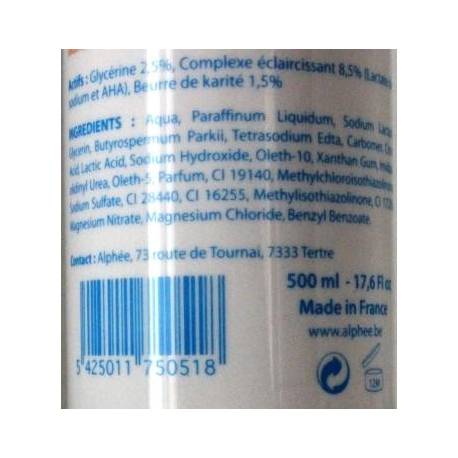 Actifs : Glycérine 2,5%, Complexe éclaircissant 8,5% (Lactate
sodium et AHA), Beurre de karité 1,5%
INGREDIENTS : Aqua, Paraffinum Liquidum, Sodium
Glycerin, Butyrospermum Parkii, Tetrasodium Edta, Carbomer,
Acid, Lactic Acid, Sodium Hydroxide, Oleth-10, Xanthan Gum,
Urea, Oleth-5, Parfum, CI 19140,
Sodium Sulfate, CI 28440, CI 16255, Methylisothiazolinone, CI
Magnesium Nitrate, Magnesium Chloride, Benzyl Benzoate.
Contact : Alphée, 73 route de Tournai, 7333 Tertre
500 ml - 17,6 Fl oz
Made in France
www.alphee.be
5 425011 750518
12M